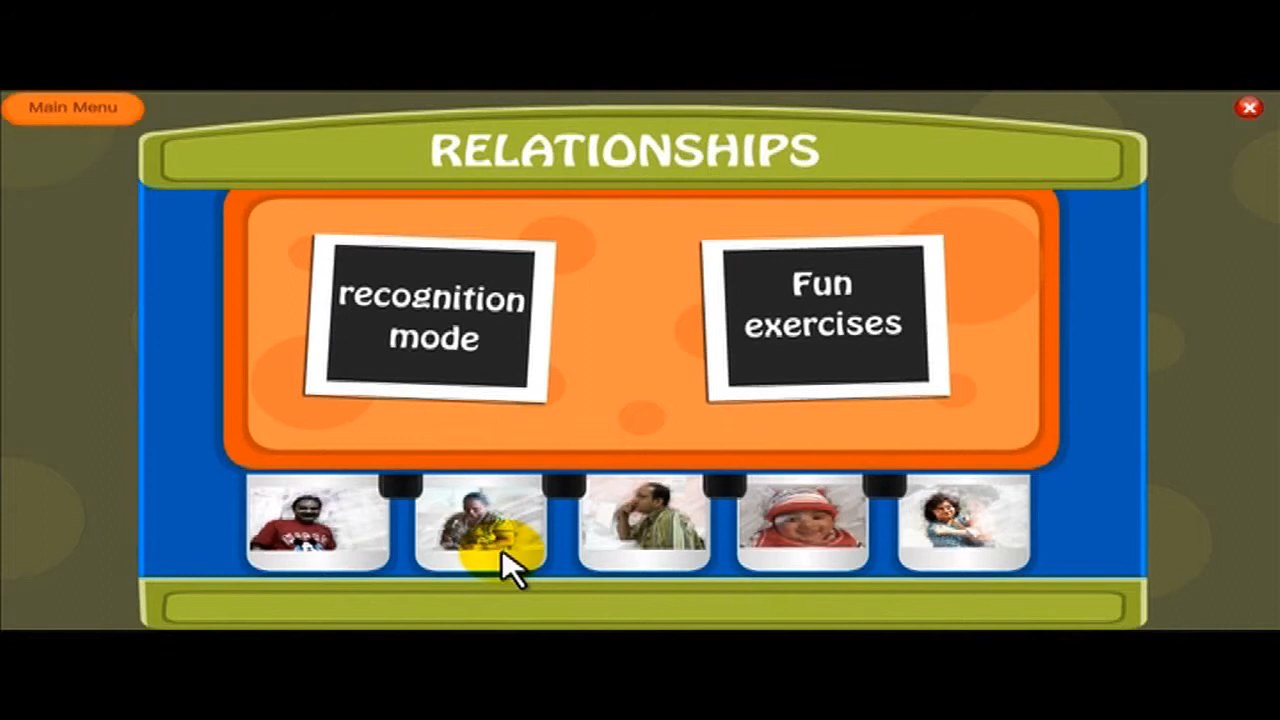 Main Menu
RELATIONSHIPS
recognition
mode
Fun
exercises